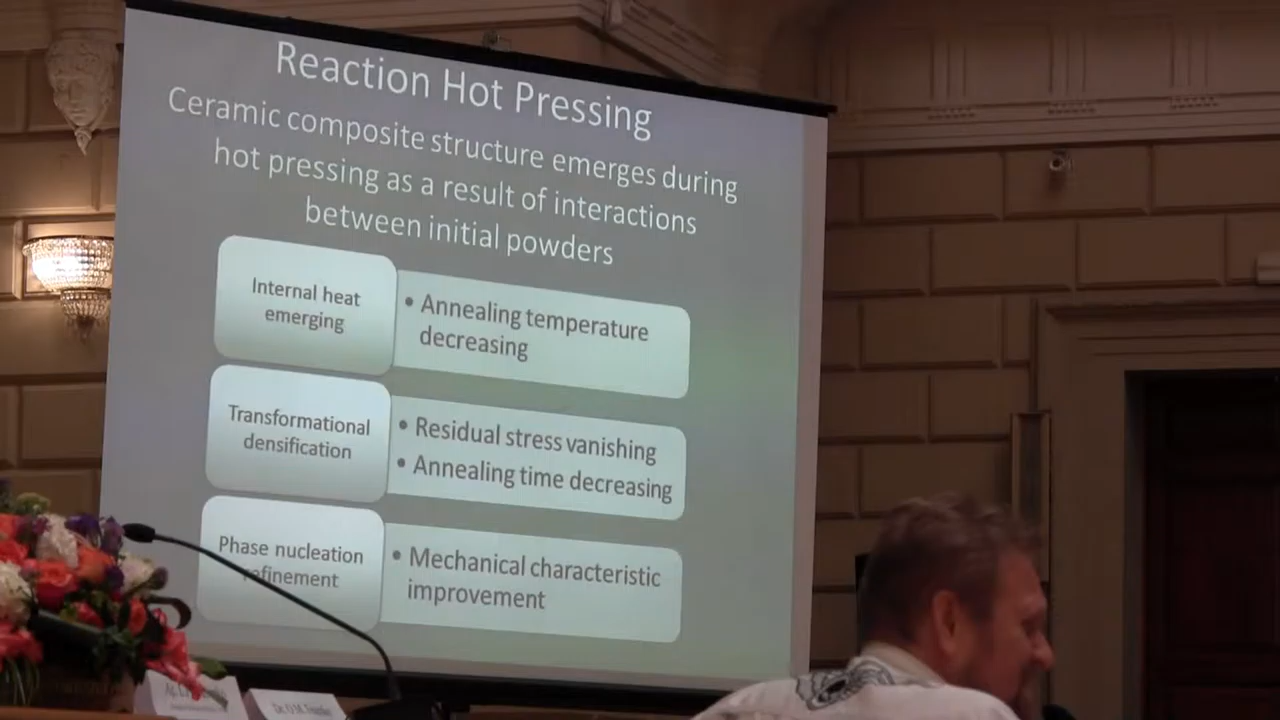 Reaction Hot Pressing
Ceramic composite structure emerges during
hot pressing as a result of interactions
between initial powders
Internal heat
emerging
• Annealing temperature
decreasing
Transformational
densification
• Residual stress vanishing
• Annealing time decreasing
Phase nucleation
refinement
• Mechanical characteristic
improvement